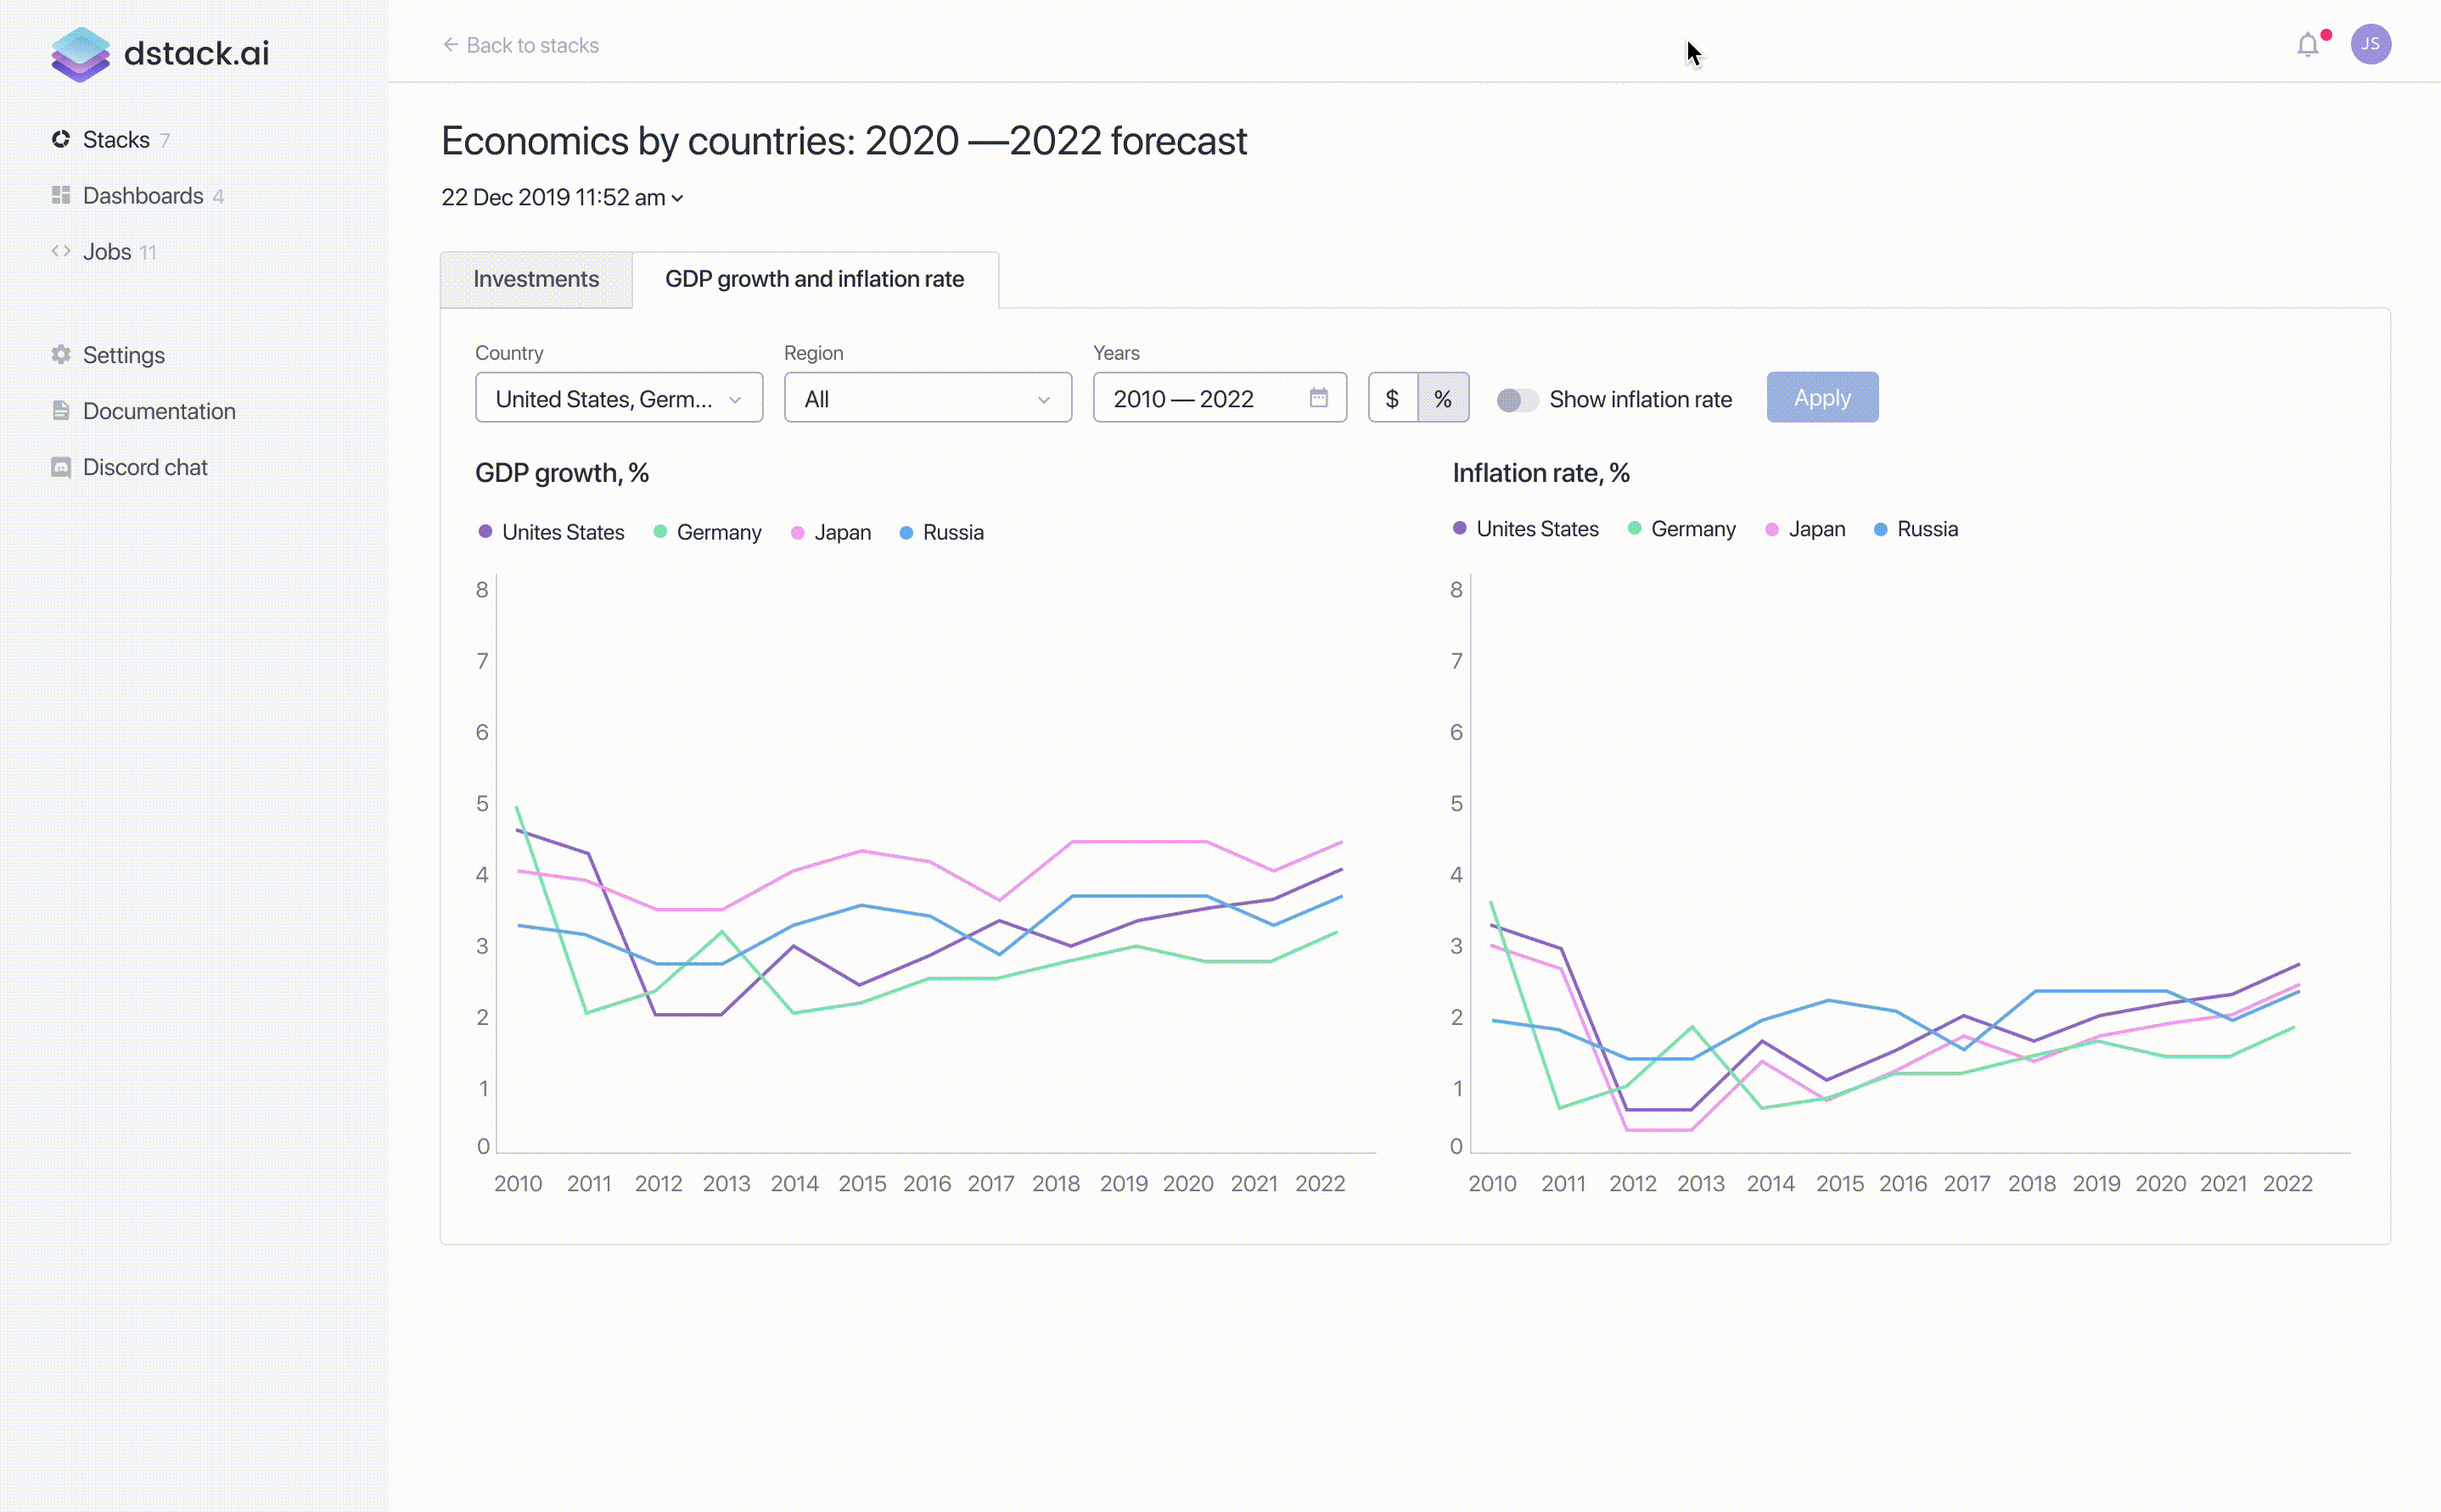 dstack.ai
Stacks 7
Dashboards 4
Jobs 11
Settings
Documentation
Discord chat
Back to stacks
JS
Economics by countries: 2020 —2022 forecast
22 Dec 2019 11:52 am
Investments
GDP growth and inflation rate
Country
Region
Years
United States, Germ...
All
2010 — 2022
$
%
Show inflation rate
Apply
GDP growth, %
Unites States
Germany
Japan
Russia
8
7
6
5
4
3
2
1
0
2010 2011 2012 2013 2014 2015 2016 2017 2018 2019 2020 2021 2022
Inflation rate, %
Unites States
Germany
Japan
Russia
8
7
6
5
4
3
2
1
0
2010 2011 2012 2013 2014 2015 2016 2017 2018 2019 2020 2021 2022